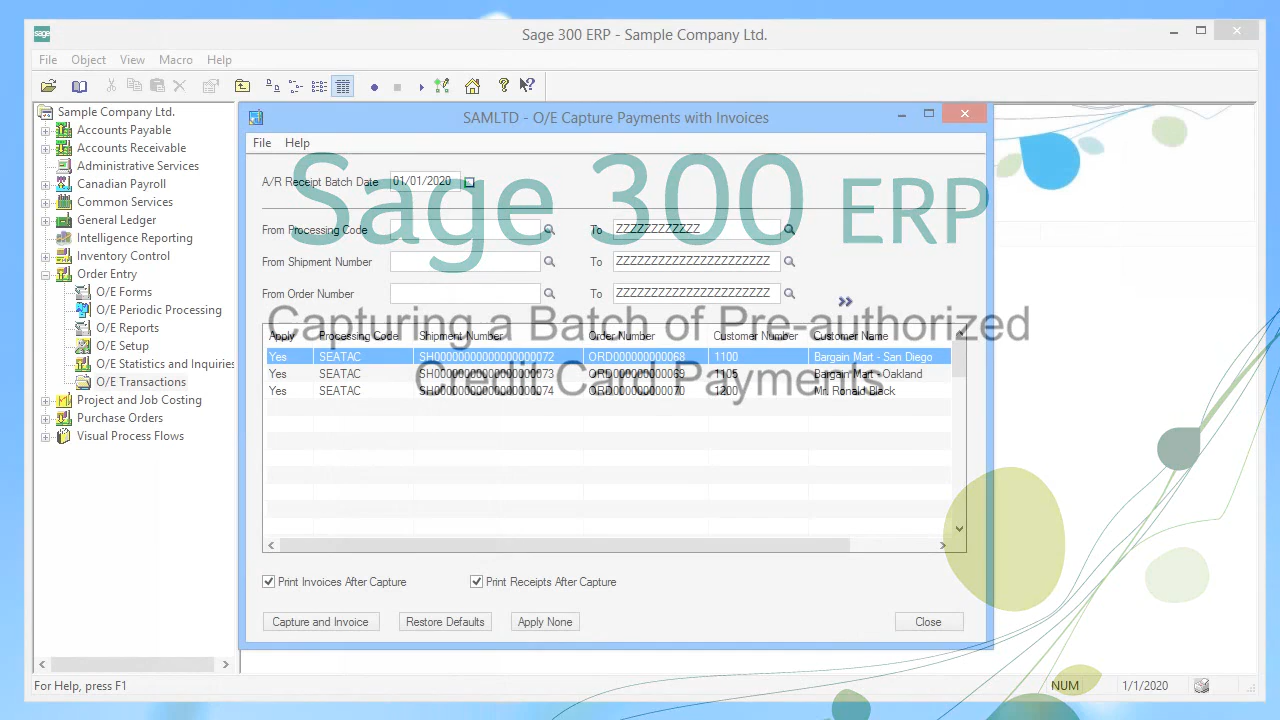 sage
Sage 300 ERP - Sample Company Ltd.
File Object View Macro Help
Sample Company Ltd.
Accounts Payable
Accounts Receivable
Administrative Services
Canadian Payroll
Common Services
General Ledger
Intelligence Reporting
Inventory Control
Order Entry
O/E Forms
O/E Periodic Processing
O/E Reports
O/E Setup
O/E Statistics and Inquiries
O/E Transactions
Project and Job Costing
Purchase Orders
Visual Process Flows
SAMLTD - O/E Capture Payments with Invoices
File Help
Sage 300 ERP
Capturing a Batch of Pre-authorized
Credit Card Payments
A/R Receipt Batch Date 01/01/2020
From Processing Code To ZZZZZZZZZZZZ
From Shipment Number To ZZZZZZZZZZZZZZZZZZZZZZ
From Order Number To ZZZZZZZZZZZZZZZZZZZZZZ
Apply Processing Code Shipment Number Order Number Customer Number Customer Name
Yes SEATAC SH00000000000000000072 ORD000000000068 1100 Bargain Mart - San Diego
Yes SEATAC SH00000000000000000073 ORD000000000069 1105 Bargain Mart - Oakland
Yes SEATAC SH00000000000000000074 ORD000000000070 1200 Mr. Ronald Black
Print Invoices After Capture Print Receipts After Capture
Capture and Invoice Restore Defaults Apply None Close
For Help, press F1 NUM 1/1/2020